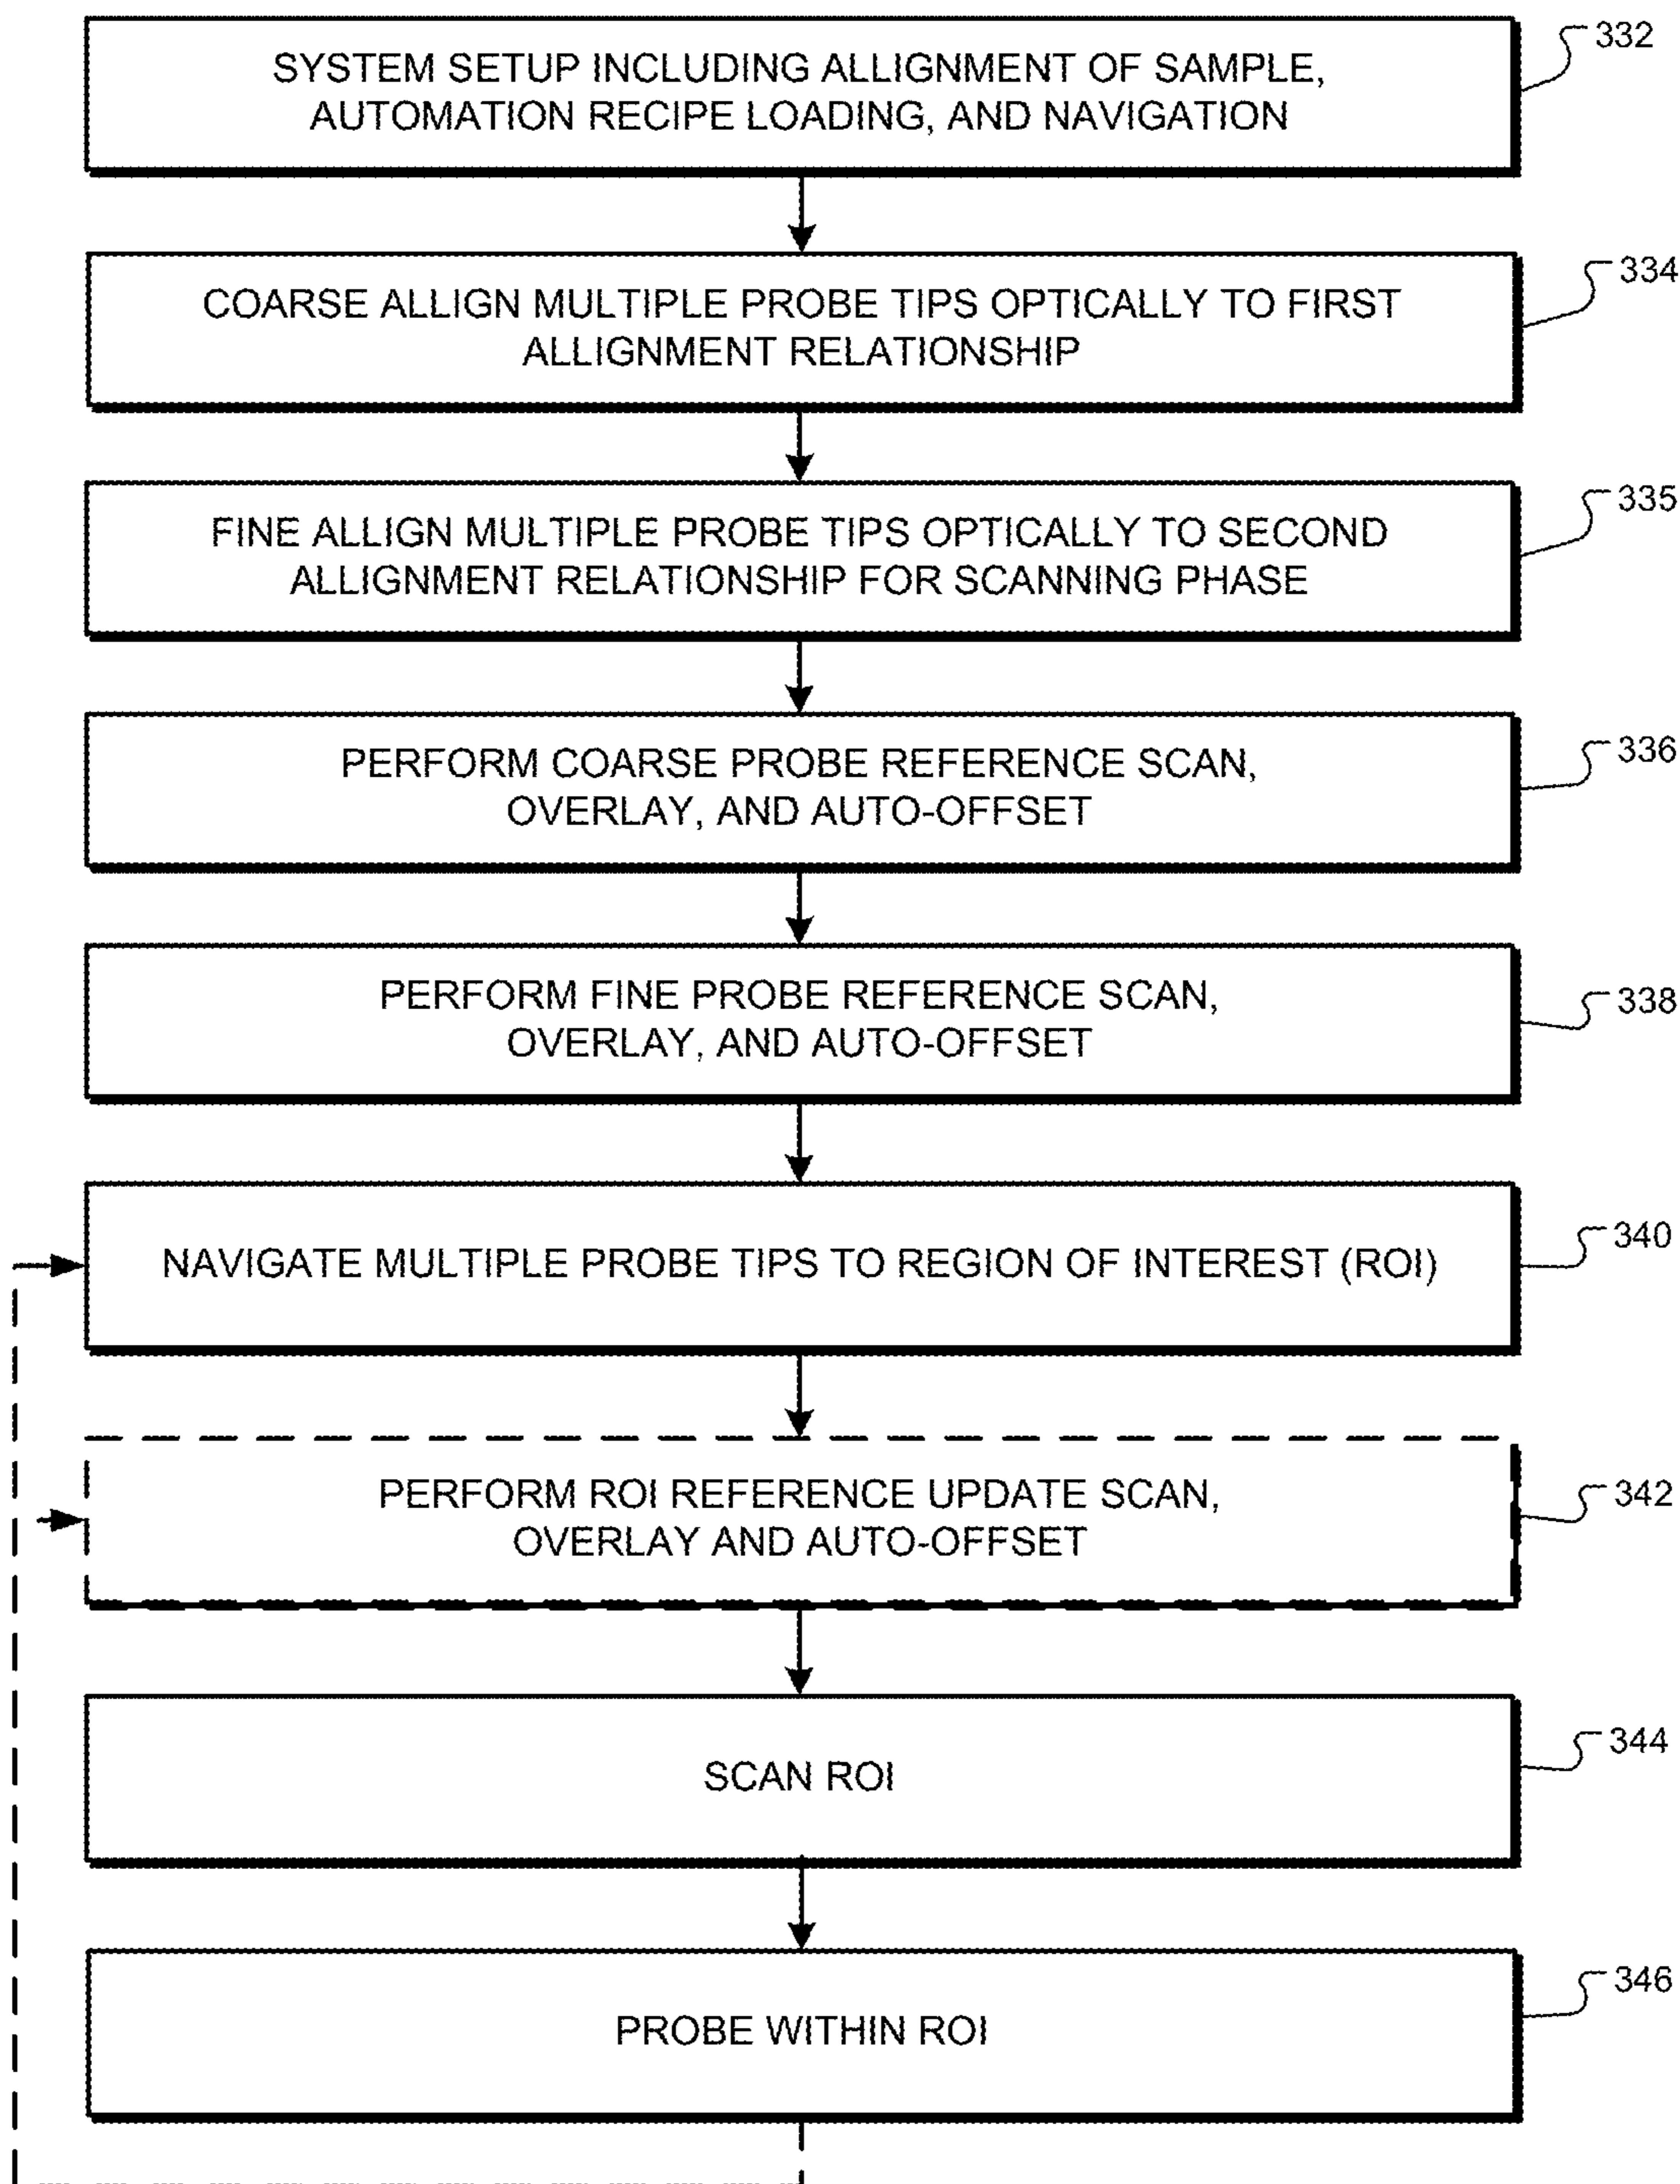 SYSTEM SETUP INCLUDING ALLIGNMENT OF SAMPLE,
AUTOMATION RECIPE LOADING, AND NAVIGATION
332
COARSE ALLIGN MULTIPLE PROBE TIPS OPTICALLY TO FIRST
ALLIGNMENT RELATIONSHIP
334
FINE ALLIGN MULTIPLE PROBE TIPS OPTICALLY TO SECOND
ALLIGNMENT RELATIONSHIP FOR SCANNING PHASE
335
PERFORM COARSE PROBE REFERENCE SCAN,
OVERLAY, AND AUTO-OFFSET
336
PERFORM FINE PROBE REFERENCE SCAN,
OVERLAY, AND AUTO-OFFSET
338
NAVIGATE MULTIPLE PROBE TIPS TO REGION OF INTEREST (ROI)
340
PERFORM ROI REFERENCE UPDATE SCAN,
OVERLAY AND AUTO-OFFSET
342
SCAN ROI
344
PROBE WITHIN ROI
346